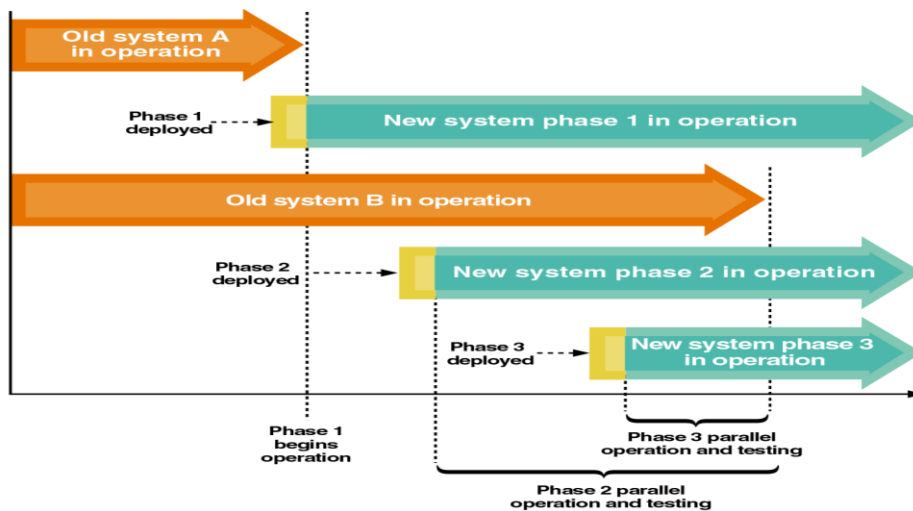 Old system A
in operation
Phase 1
deployed
New system phase 1 in operation
Old system B in operation
Phase 2
deployed
New system phase 2 in operation
Phase 3
deployed
New system phase 3
in operation
Phase 1
begins
operation
Phase 3 parallel
operation and testing
Phase 2 parallel
operation and testing